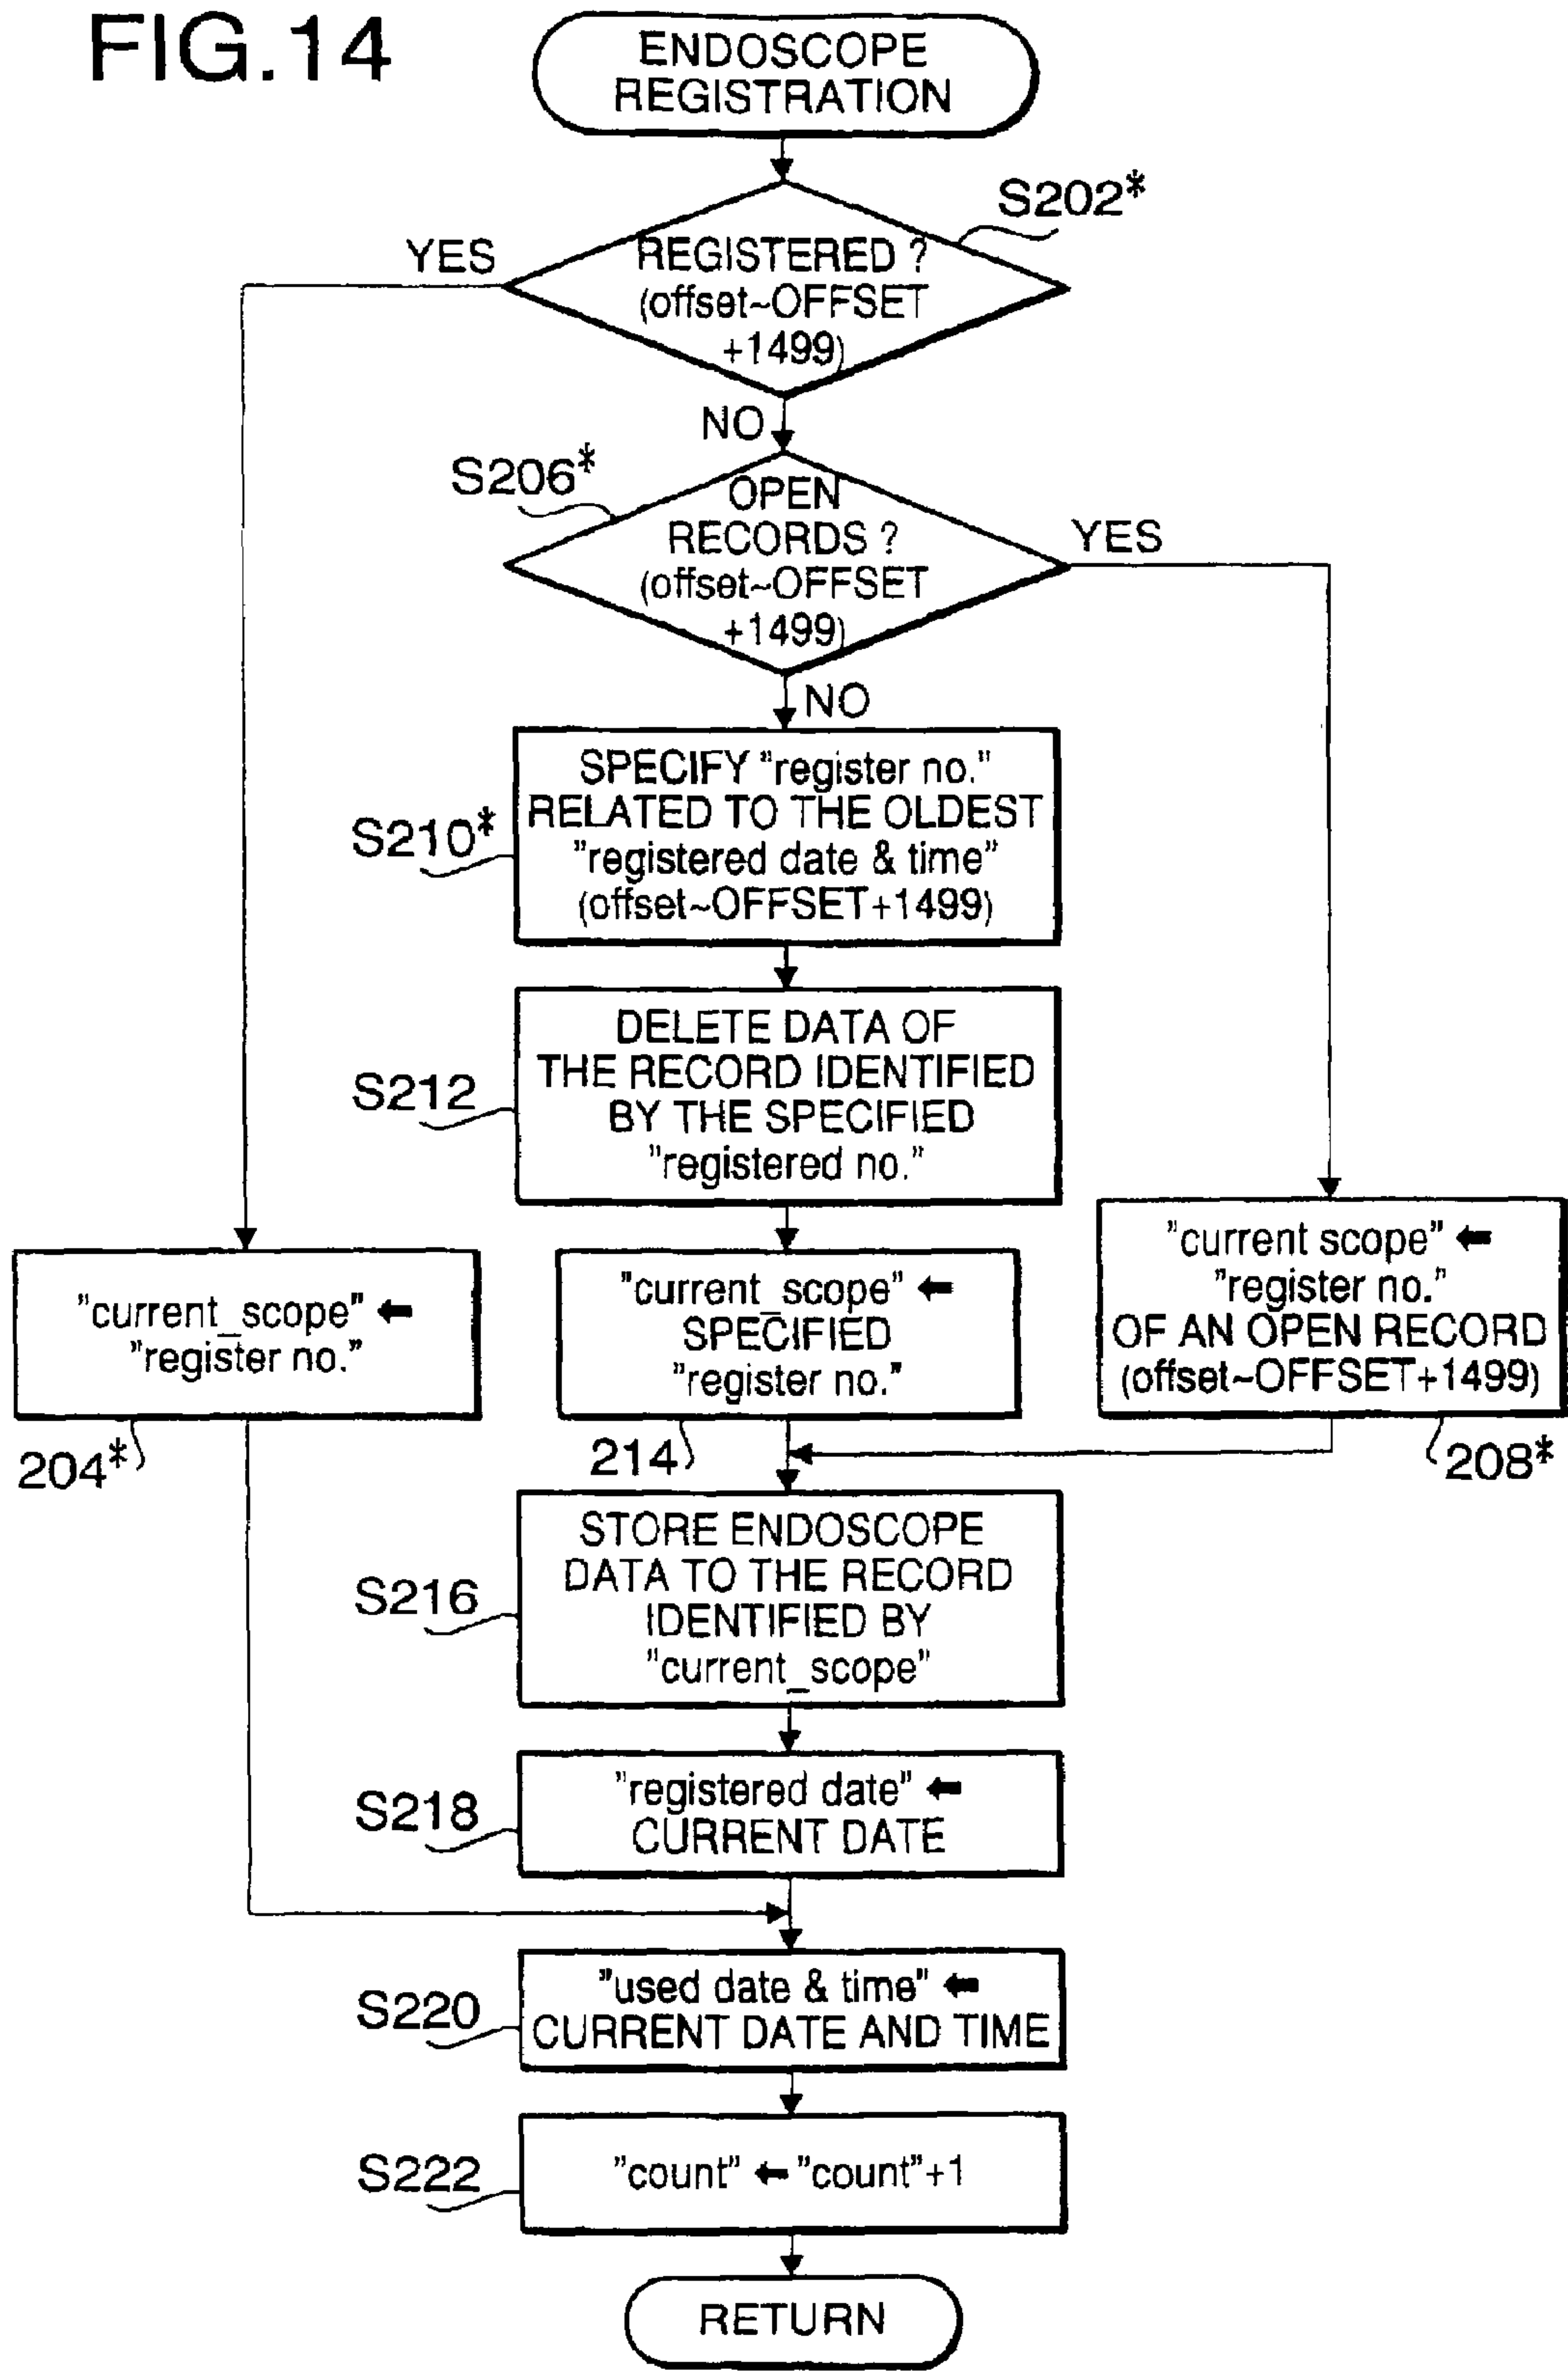 FIG.14
ENDOSCOPE
REGISTRATION
S202*
YES
REGISTERED ?
(offset~OFFSET
+1499)
NO
S206*
OPEN
RECORDS ?
(offset~OFFSET
+1499)
YES
NO
S210*
SPECIFY "register no."
RELATED TO THE OLDEST
"registered date & time"
(offset~OFFSET+1499)
S212
DELETE DATA OF
THE RECORD IDENTIFIED
BY THE SPECIFIED
"registered no."
"current_scope" ←
"register no."
204*
"current_scope" ←
SPECIFIED
"register no."
214
"current scope" ←
"register no."
OF AN OPEN RECORD
(offset~OFFSET+1499)
208*
S216
STORE ENDOSCOPE
DATA TO THE RECORD
IDENTIFIED BY
"current_scope"
S218
"registered date" ←
CURRENT DATE
S220
"used date & time" ←
CURRENT DATE AND TIME
S222
"count" ← "count"+1
RETURN